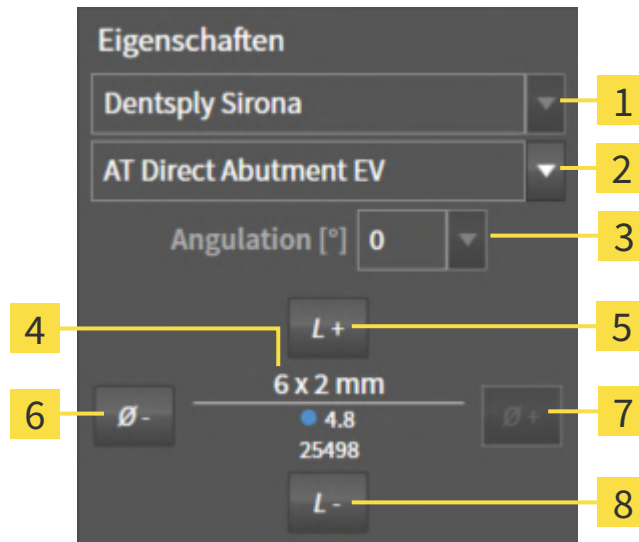 Eigenschaften
Dentsply Sirona
1
AT Direct Abutment EV
2
Angulation [°] 0
3
4
L +
5
6 x 2 mm
6
Ø -
4.8
Ø +
7
25498
L -
8